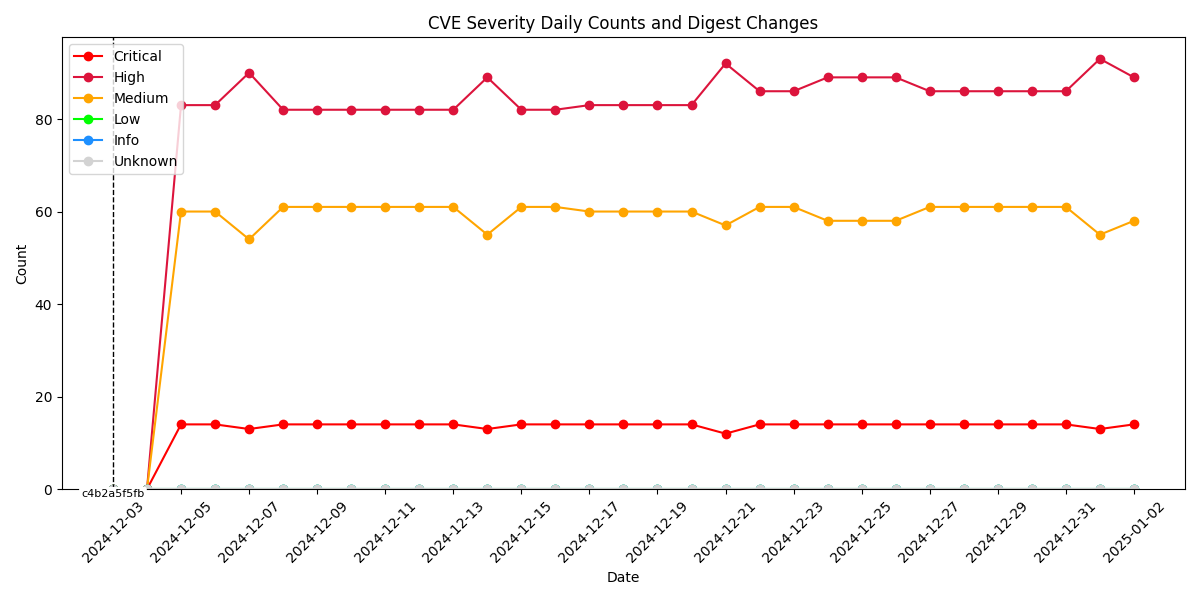 CVE Severity Daily Counts and Digest Changes
Critical
High
Medium
Low
Info
Unknown
Count
80
60
40
20
0
c4b2a5f5fb
2024-12-03
2024-12-05
2024-12-07
2024-12-09
2024-12-11
2024-12-13
2024-12-15
2024-12-17
2024-12-19
2024-12-21
2024-12-23
2024-12-25
2024-12-27
2024-12-29
2024-12-31
2025-01-02
Date